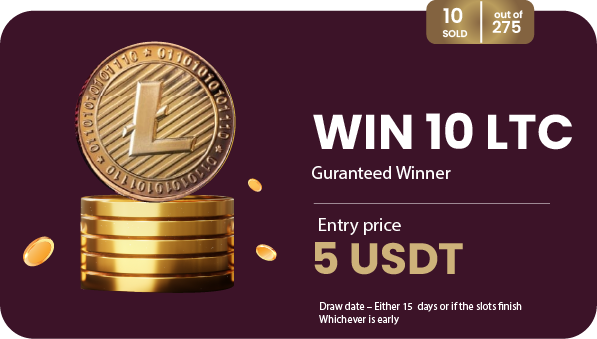 10
SOLD
out of
275
WIN 10 LTC
Guranteed Winner
Entry price
5 USDT
Draw date – Either 15 days or if the slots finish
Whichever is early